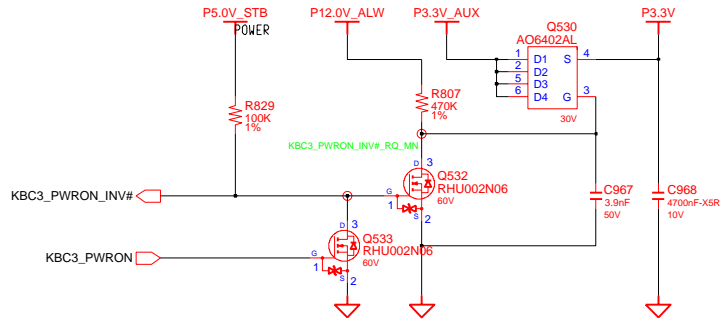 P5.0V_STB
POWER
P12.0V_ALW
P3.3V_AUX
Q530
AO6402AL
P3.3V
1
2
5
6
D1
D2
D3
D4
S
G
4
3
30V
R829
100K
1%
R807
470K
1%
KBC3_PWRON_INV#_RQ_MN
D
3
Q532
RHU002N06
60V
G
1
S
2
KBC3_PWRON_INV#
C967
3.9nF
50V
C968
4700nF-X5R
10V
D
3
Q533
RHU002N06
60V
G
1
S
2
KBC3_PWRON